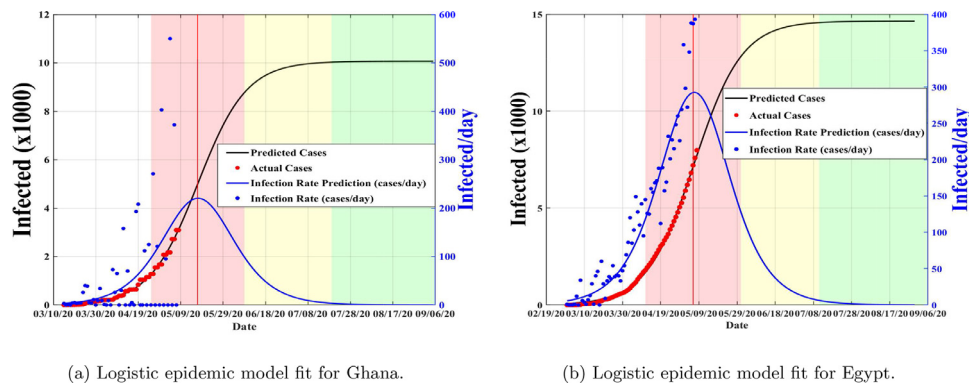 12
10
8
6
4
2
0
Infected (x1000)
600
500
400
300
200
100
0
Infected/day
Predicted Cases
Actual Cases
Infection Rate Prediction (cases/day)
Infection Rate (cases/day)
03/10/20 03/30/20 04/19/20 05/09/20 05/29/20 06/18/20 07/08/20 07/28/20 08/17/20 09/06/20
Date
(a) Logistic epidemic model fit for Ghana.
15
10
5
0
Infected (x1000)
400
350
300
250
200
150
100
50
0
Infected/day
Predicted Cases
Actual Cases
Infection Rate Prediction (cases/day)
Infection Rate (cases/day)
02/19/20 03/10/20 03/30/20 04/19/20 05/09/20 05/29/20 06/18/20 07/08/20 07/28/20 08/17/20 09/06/20
Date
(b) Logistic epidemic model fit for Egypt.